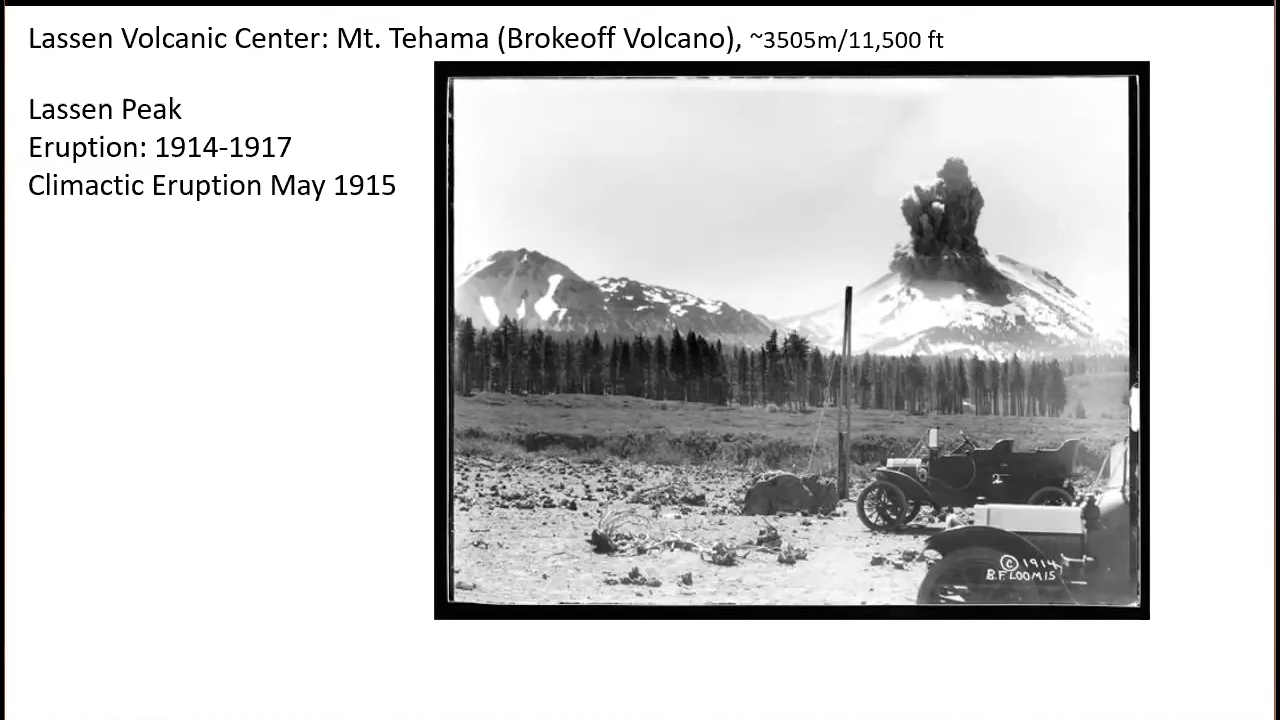 Lassen Volcanic Center: Mt. Tehama (Brokeoff Volcano), ~3505m/11,500 ft
Lassen Peak
Eruption: 1914-1917
Climactic Eruption May 1915
2
© 1914
B.F. LOOMIS